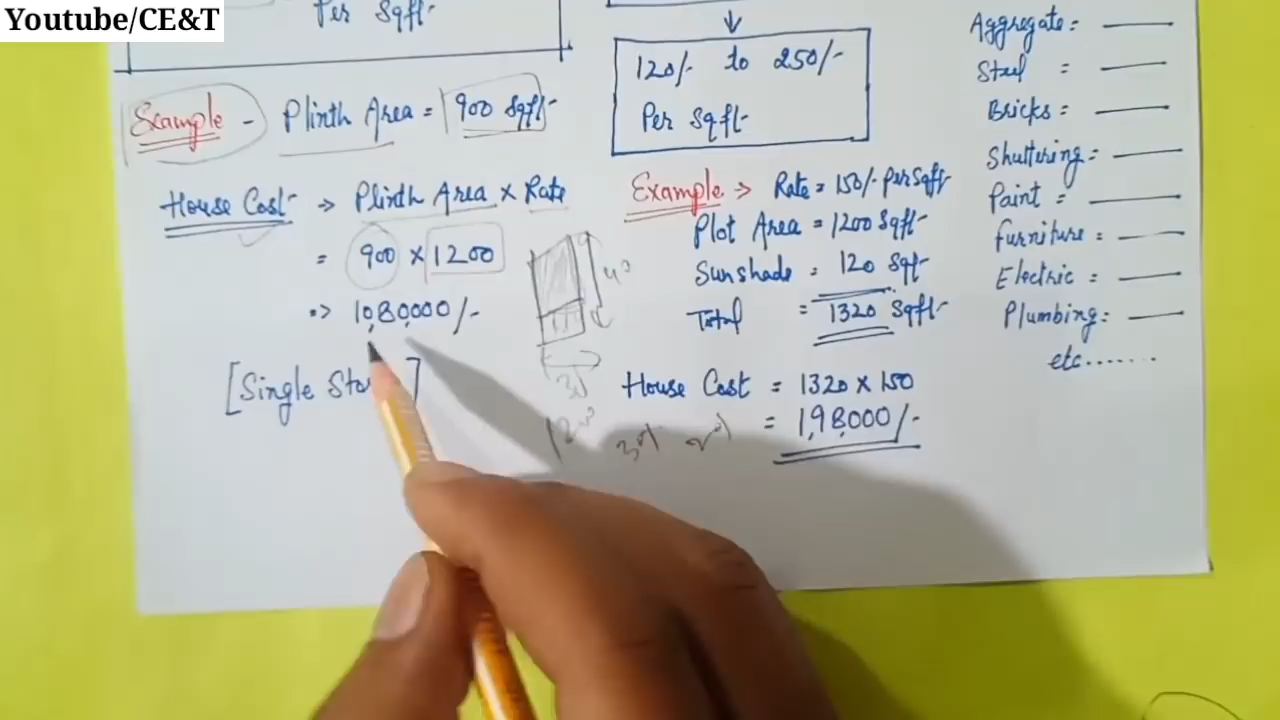 Youtube/CE&T
Per Sqft
Example - Plinth Area = 900 Sqft
House Cost → Plinth Area x Rate
= 900 x 1200
=> 10,80,000/-
[Single Sto ]
40
30
120/- to 250/-
Per Sqft
Example → Rate = 150/- Per Sqft
Plot Area = 1200 Sqft
Sunshade = 120 Sqft
Total = 1320 Sqft
House Cost = 1320 x 150
= 1,98,000/-
Aggregate =
Steel =
Bricks =
Shuttering =
Paint =
furniture =
Electric =
Plumbing =
etc.......